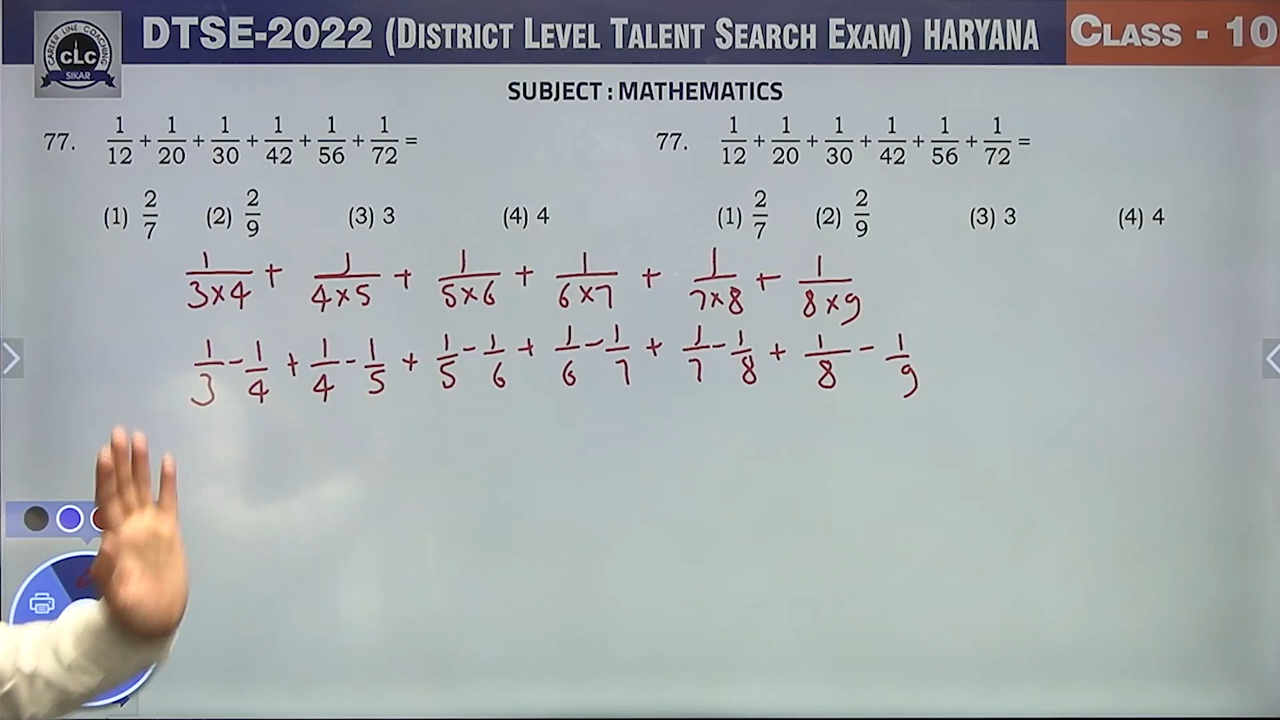 CAREER LINE COACHING
CLC
SIKAR
DTSE-2022 (DISTRICT LEVEL TALENT SEARCH EXAM) HARYANA
CLASS - 10
SUBJECT : MATHEMATICS
77. 1/12 + 1/20 + 1/30 + 1/42 + 1/56 + 1/72 =
(1) 2/7 (2) 2/9 (3) 3 (4) 4
77. 1/12 + 1/20 + 1/30 + 1/42 + 1/56 + 1/72 =
(1) 2/7 (2) 2/9 (3) 3 (4) 4
1/3×4 + 1/4×5 + 1/5×6 + 1/6×7 + 1/7×8 + 1/8×9
1/3 - 1/4 + 1/4 - 1/5 + 1/5 - 1/6 + 1/6 - 1/7 + 1/7 - 1/8 + 1/8 - 1/9